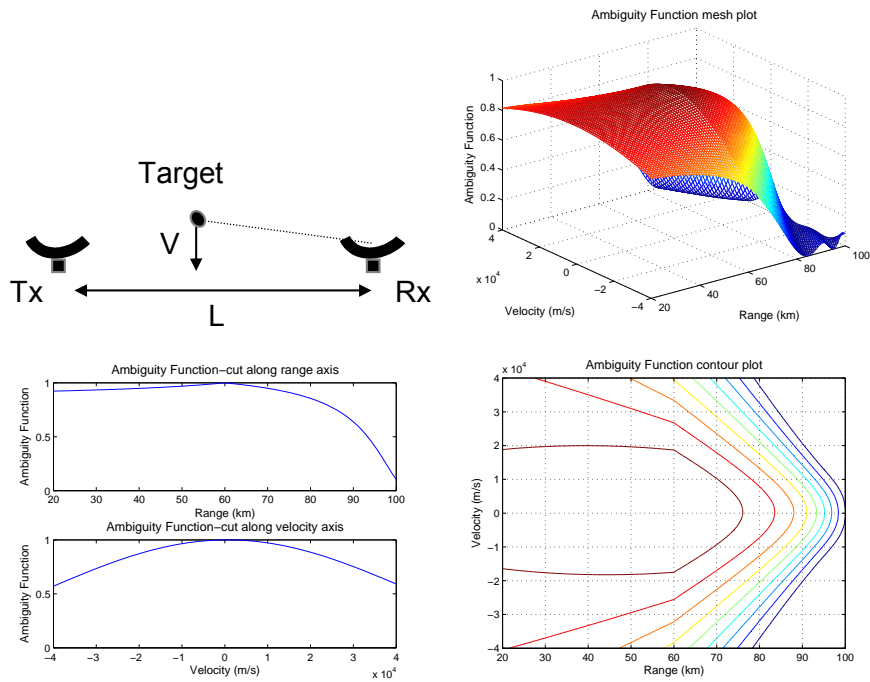 Target
V
Tx
L
Rx
Ambiguity Function mesh plot
Ambiguity Function
1
0.8
0.6
0.4
0.2
0
4
2
0
−2
−4
x 10^4
Velocity (m/s)
20
40
60
80
100
Range (km)
Ambiguity Function−cut along range axis
Ambiguity Function
1
0.5
0
20 30 40 50 60 70 80 90 100
Range (km)
Ambiguity Function−cut along velocity axis
Ambiguity Function
1
0.5
0
−4 −3 −2 −1 0 1 2 3 4
Velocity (m/s)
x 10^4
Ambiguity Function contour plot
x 10^4
Velocity (m/s)
4
3
2
1
0
−1
−2
−3
−4
20 30 40 50 60 70 80 90 100
Range (km)